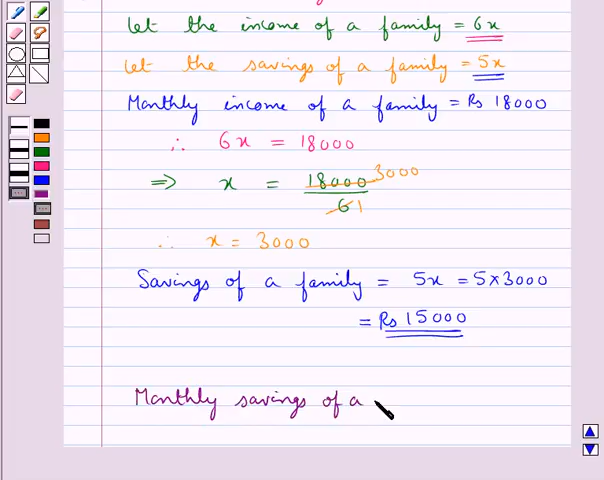 Let the income of a family = 6x
Let the savings of a family = 5x
Monthly income of a family = Rs 18000
∴ 6x = 18000
⇒ x = 18000/6 3000 1
∴ x = 3000
Savings of a family = 5x = 5×3000
= Rs 15000
Monthly savings of a